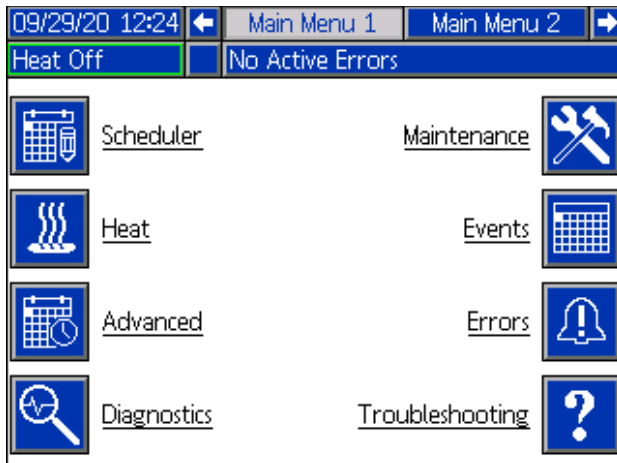 09/29/20 12:24 Main Menu 1 Main Menu 2
Heat Off No Active Errors
Scheduler Maintenance
Heat Events
Advanced Errors
Diagnostics Troubleshooting
?